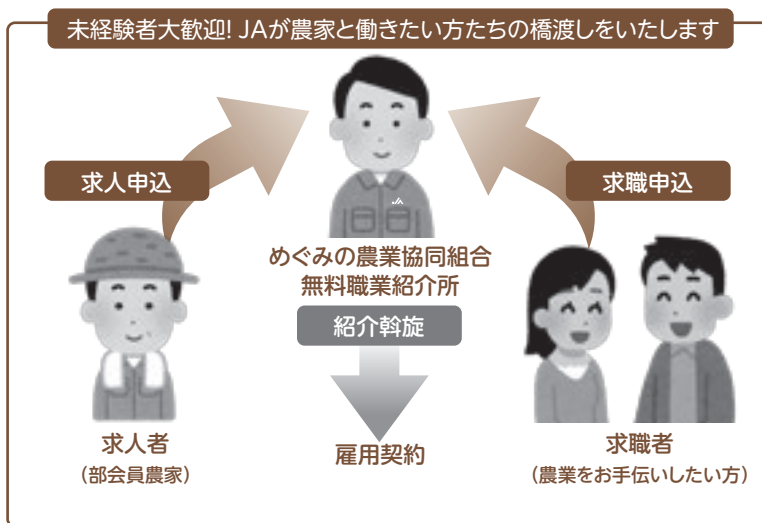 未経験者大歓迎! JAが農家と働きたい方たちの橋渡しをいたします
求人申込
求職申込
JA
めぐみの農業協同組合
無料職業紹介所
紹介斡旋
求人者
(部会員農家)
雇用契約
求職者
(農業をお手伝いしたい方)